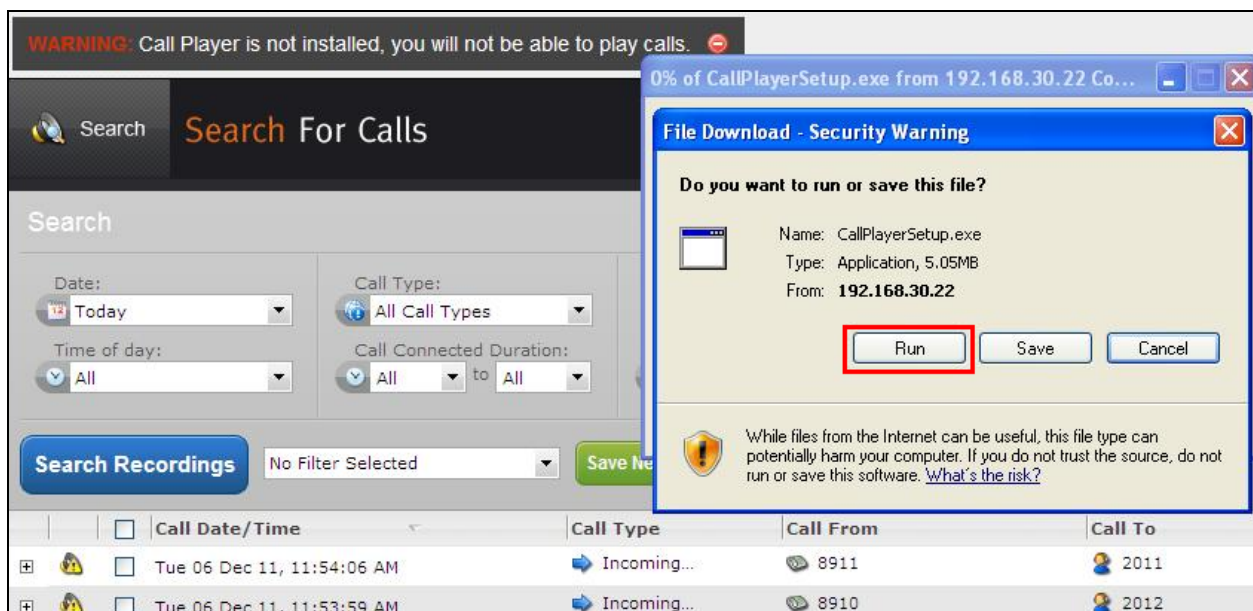 WARNING: Call Player is not installed, you will not be able to play calls.
0% of CallPlayerSetup.exe from 192.168.30.22 Co...
Search
Search For Calls
File Download - Security Warning
Do you want to run or save this file?
Name: CallPlayerSetup.exe
Type: Application, 5.05MB
From: 192.168.30.22
Run Save Cancel
While files from the Internet can be useful, this file type can
potentially harm your computer. If you do not trust the source, do not
run or save this software. What's the risk?
Search
Date: Call Type:
12 Today All Call Types
Time of day: Call Connected Duration:
All All to All
Search Recordings No Filter Selected Save Ne
Call Date/Time Call Type Call From Call To
Tue 06 Dec 11, 11:54:06 AM Incoming... 8911 2011
Tue 06 Dec 11, 11:53:59 AM Incoming... 8910 2012